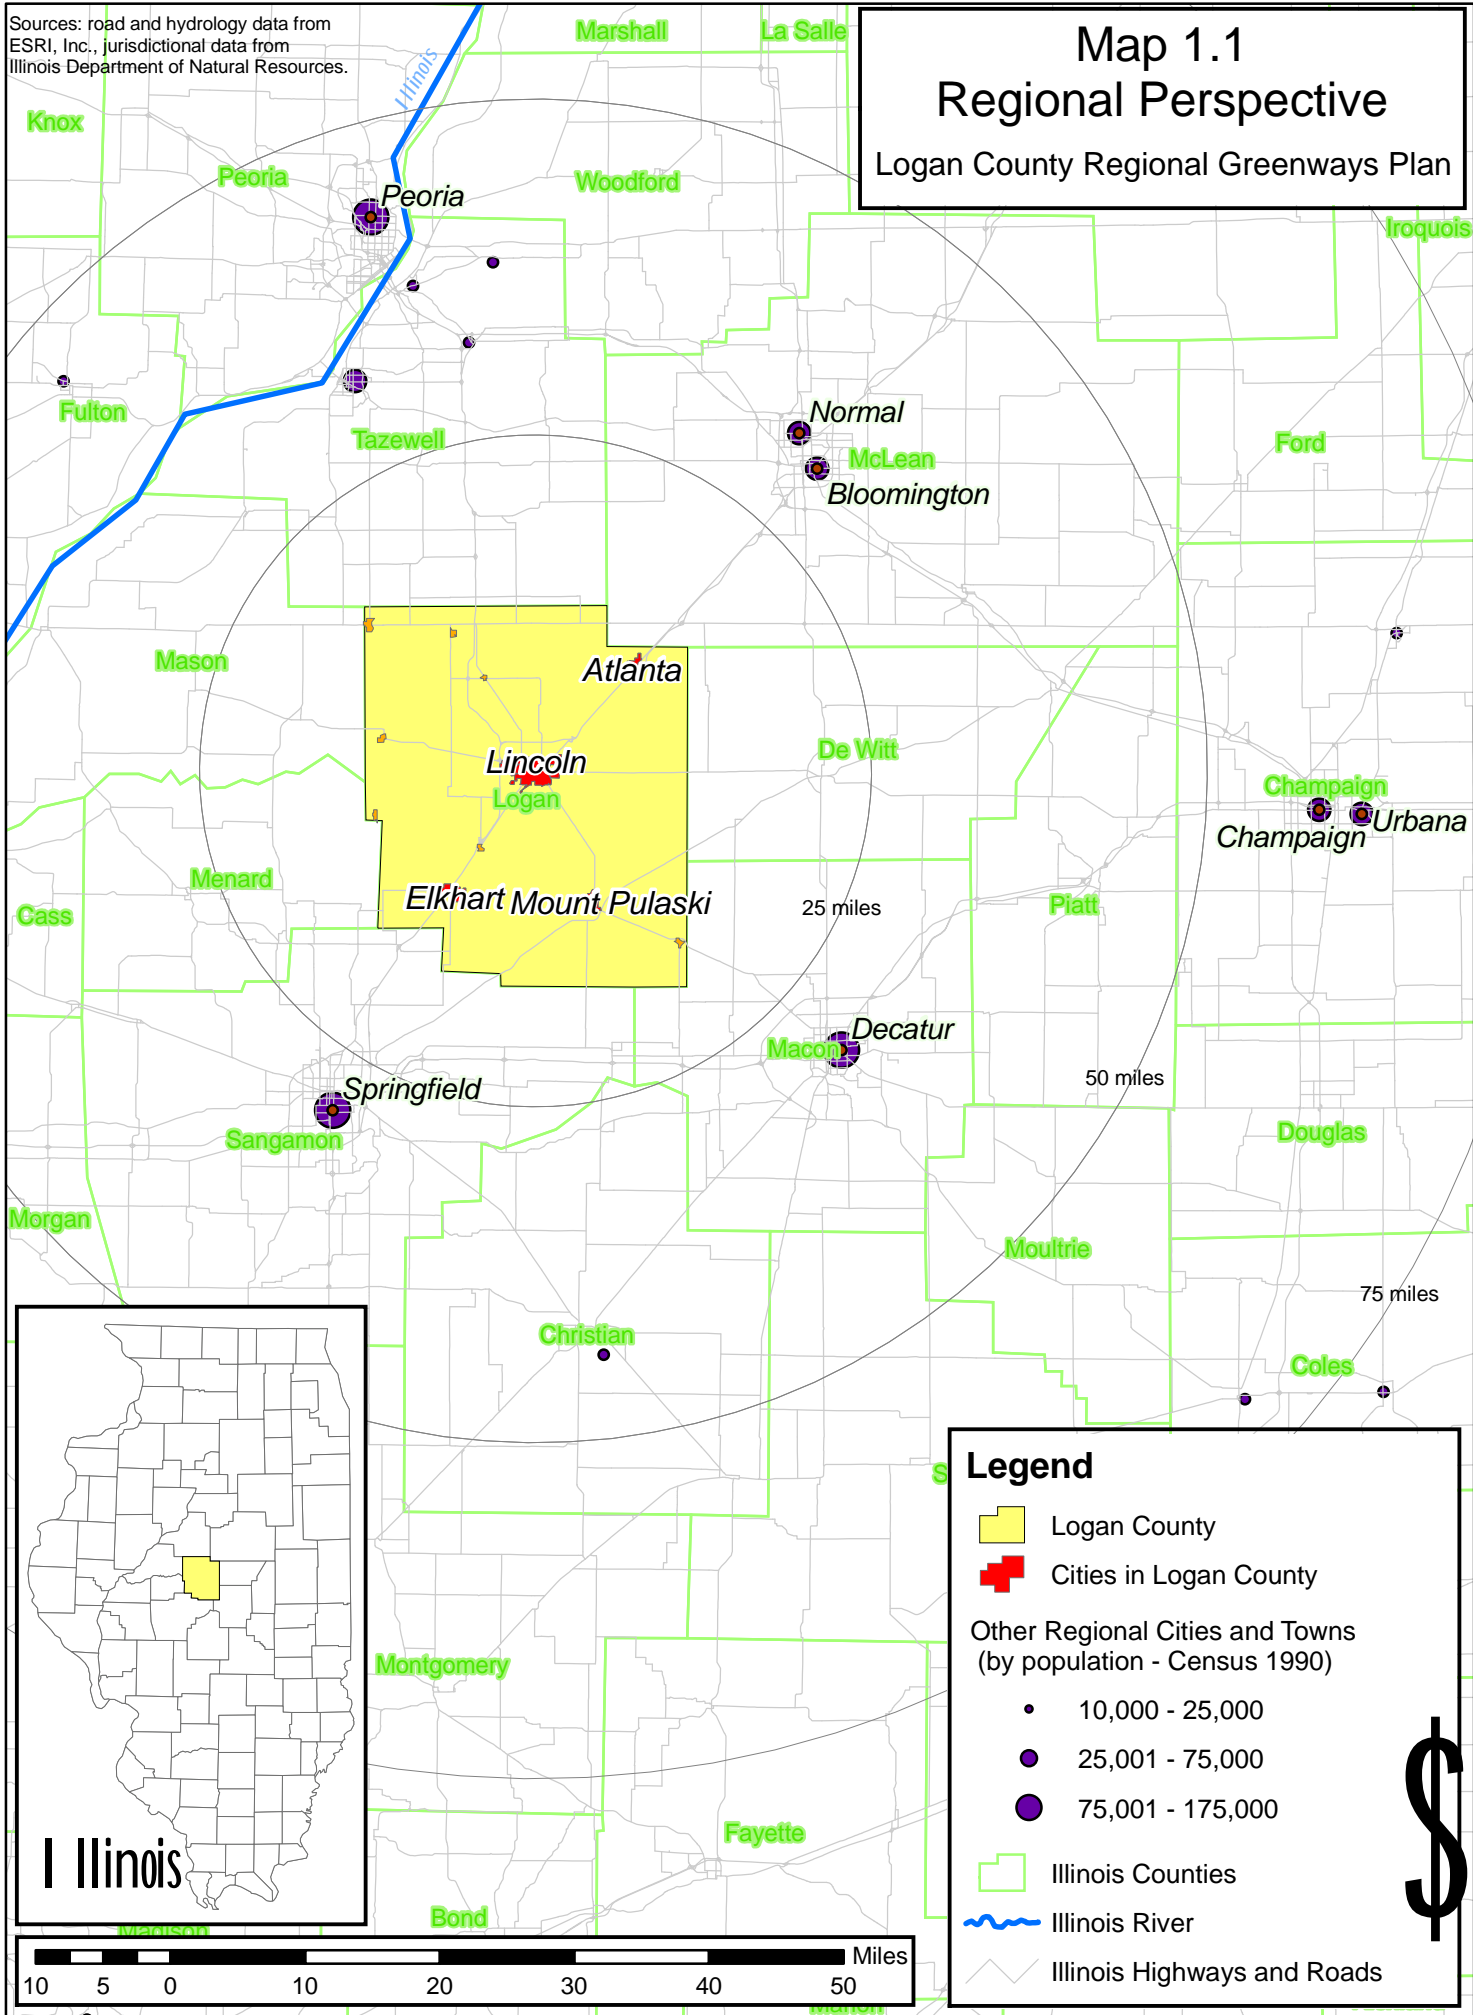 Sources: road and hydrology data from
ESRI, Inc., jurisdictional data from
Illinois Department of Natural Resources.
Map 1.1
Regional Perspective
Logan County Regional Greenways Plan
Marshall
La Salle
Illinois
Knox
Peoria
Peoria
Woodford
Iroquois
Fulton
Tazewell
Normal
McLean
Bloomington
Ford
Mason
Atlanta
Lincoln
Logan
De Witt
Champaign
Champaign
Urbana
Menard
Elkhart
Mount Pulaski
25 miles
Piatt
Cass
Decatur
Macon
50 miles
Springfield
Sangamon
Douglas
Morgan
Moultrie
75 miles
Christian
Coles
S
Montgomery
Fayette
Bond
Madison
Marion
Illinois
Legend
Logan County
Cities in Logan County
Other Regional Cities and Towns
(by population - Census 1990)
10,000 - 25,000
25,001 - 75,000
75,001 - 175,000
Illinois Counties
Illinois River
Illinois Highways and Roads
$
Miles
10 5 0 10 20 30 40 50